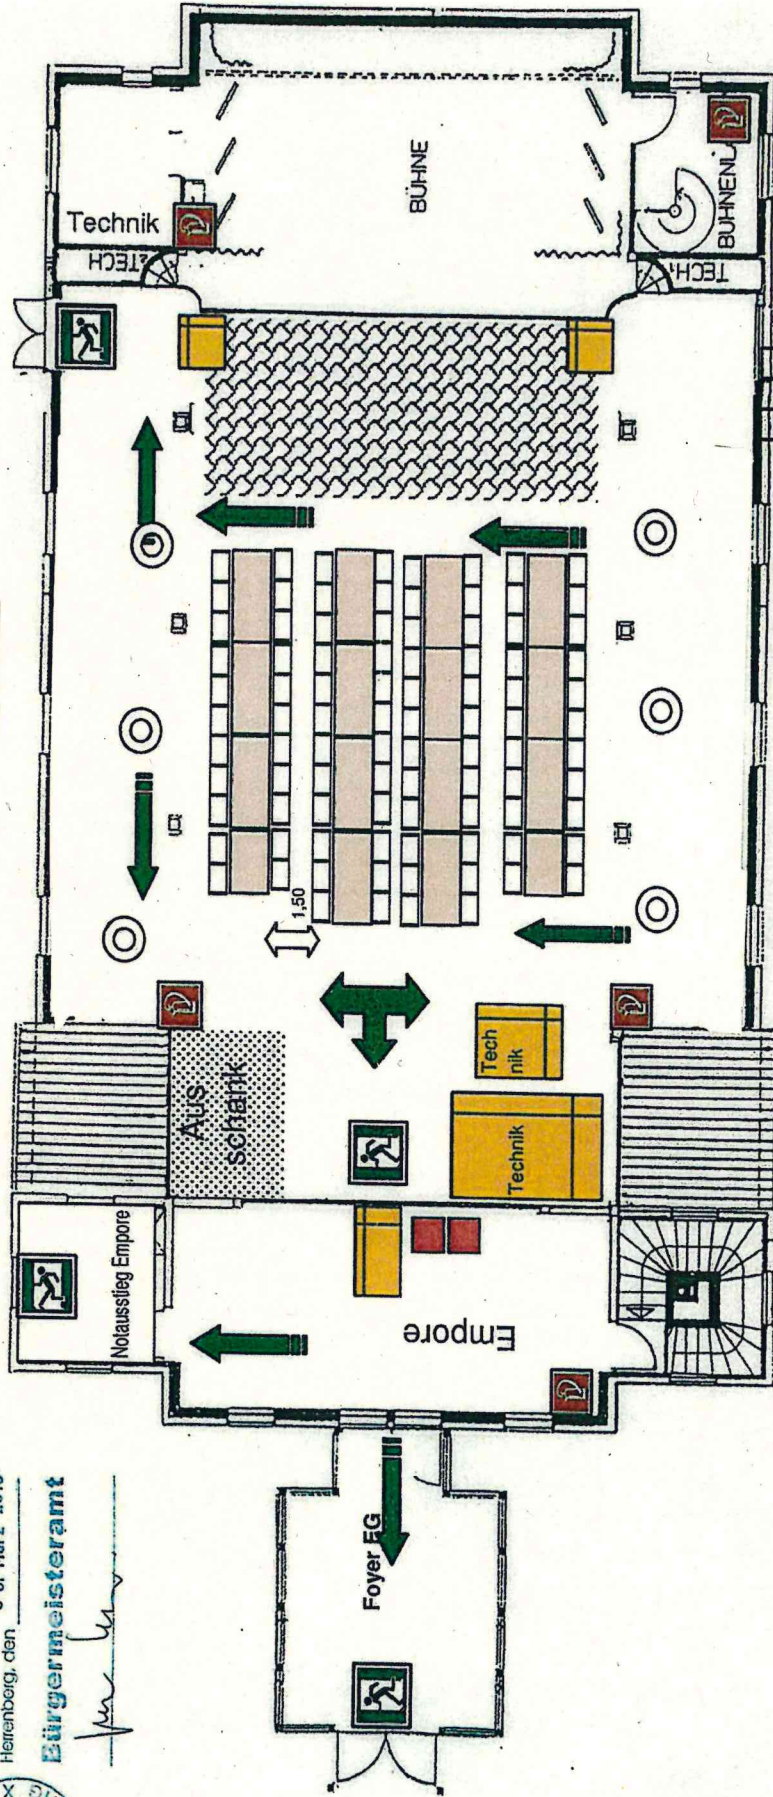 Herrenberg, den
Bürgermeisteramt
Technik
TECH.
BÜHNE
TECH.
Aus
schank
1,50
Tech
nik
Technik
Notausstieg Empore
Empore
Foyer EG